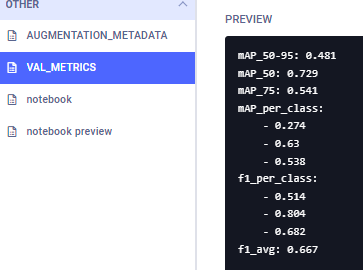 OTHER
AUGMENTATION_METADATA
VAL_METRICS
notebook
notebook preview
PREVIEW
mAP_50-95: 0.481
mAP_50: 0.729
mAP_75: 0.541
mAP_per_class:
- 0.274
- 0.63
- 0.538
f1_per_class:
- 0.514
- 0.804
- 0.682
f1_avg: 0.667